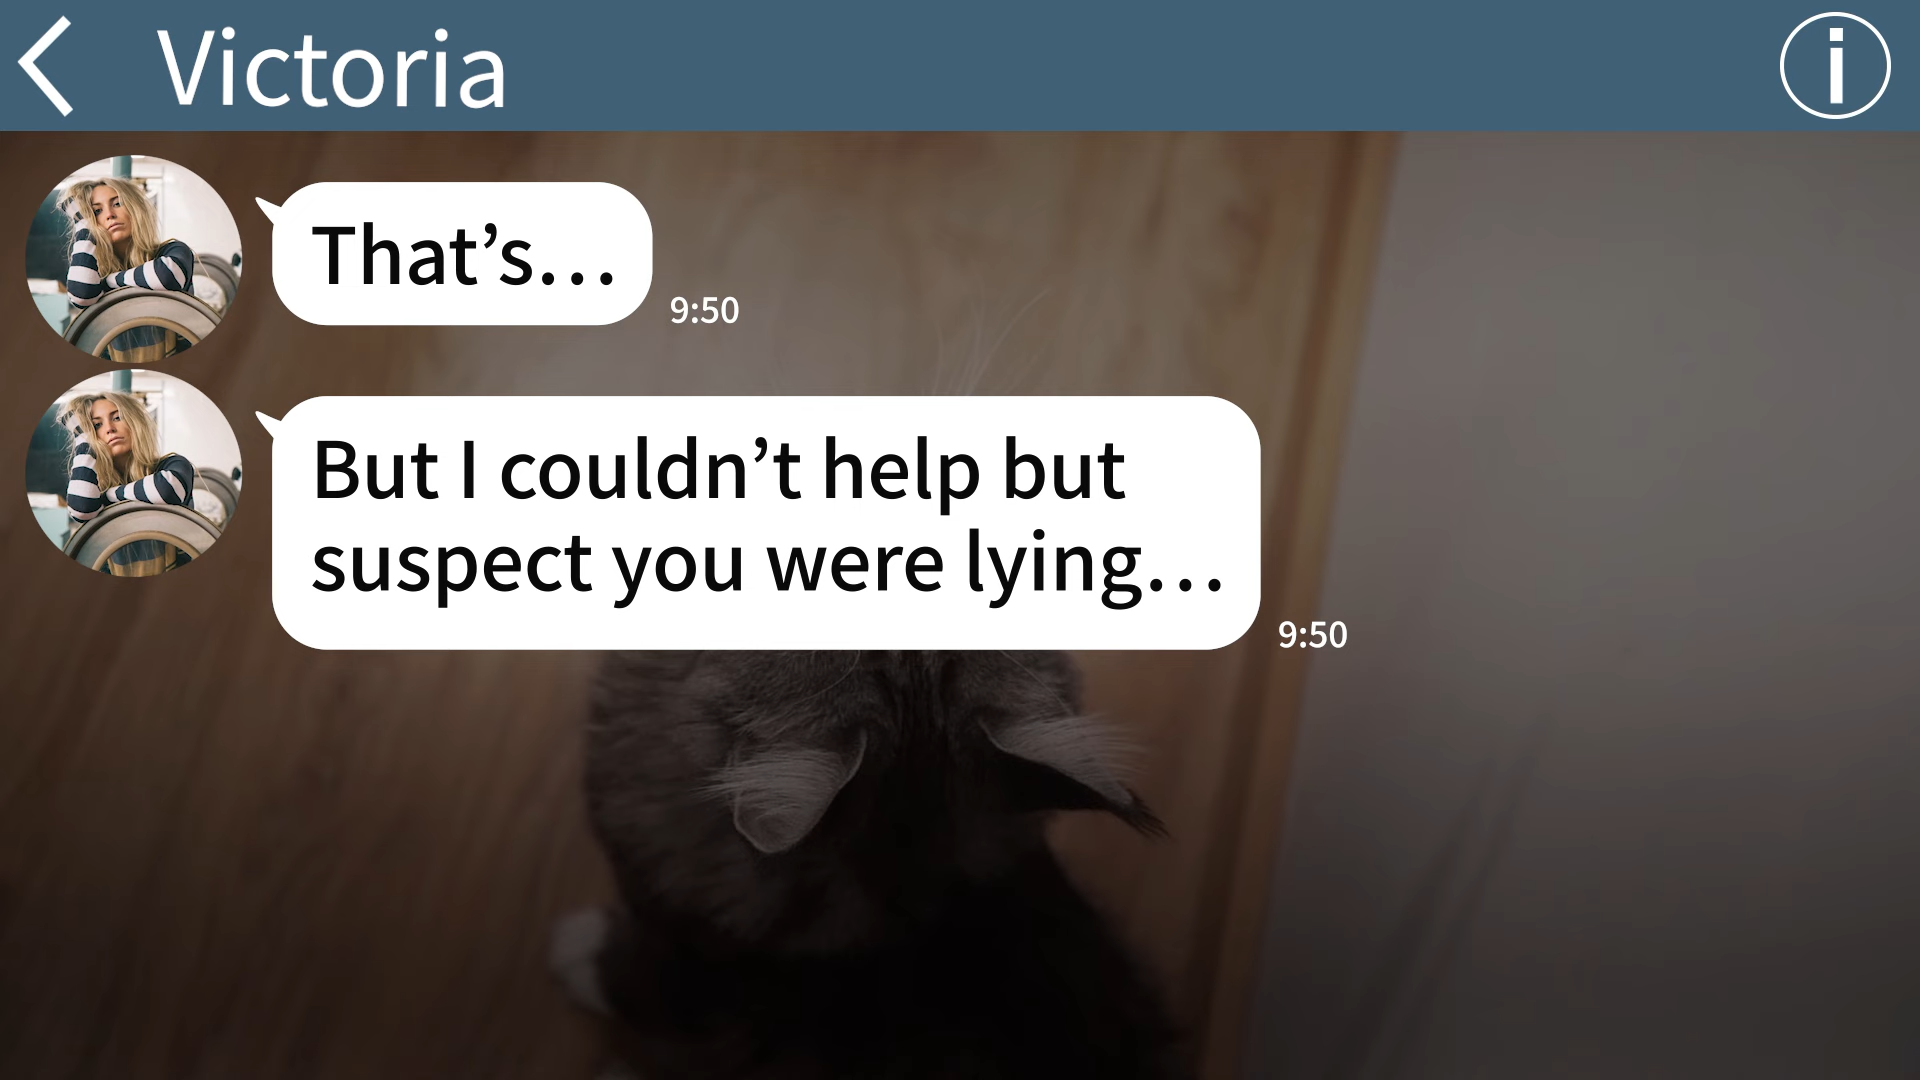 Victoria
That’s…
9:50
But I couldn’t help but
suspect you were lying…
9:50